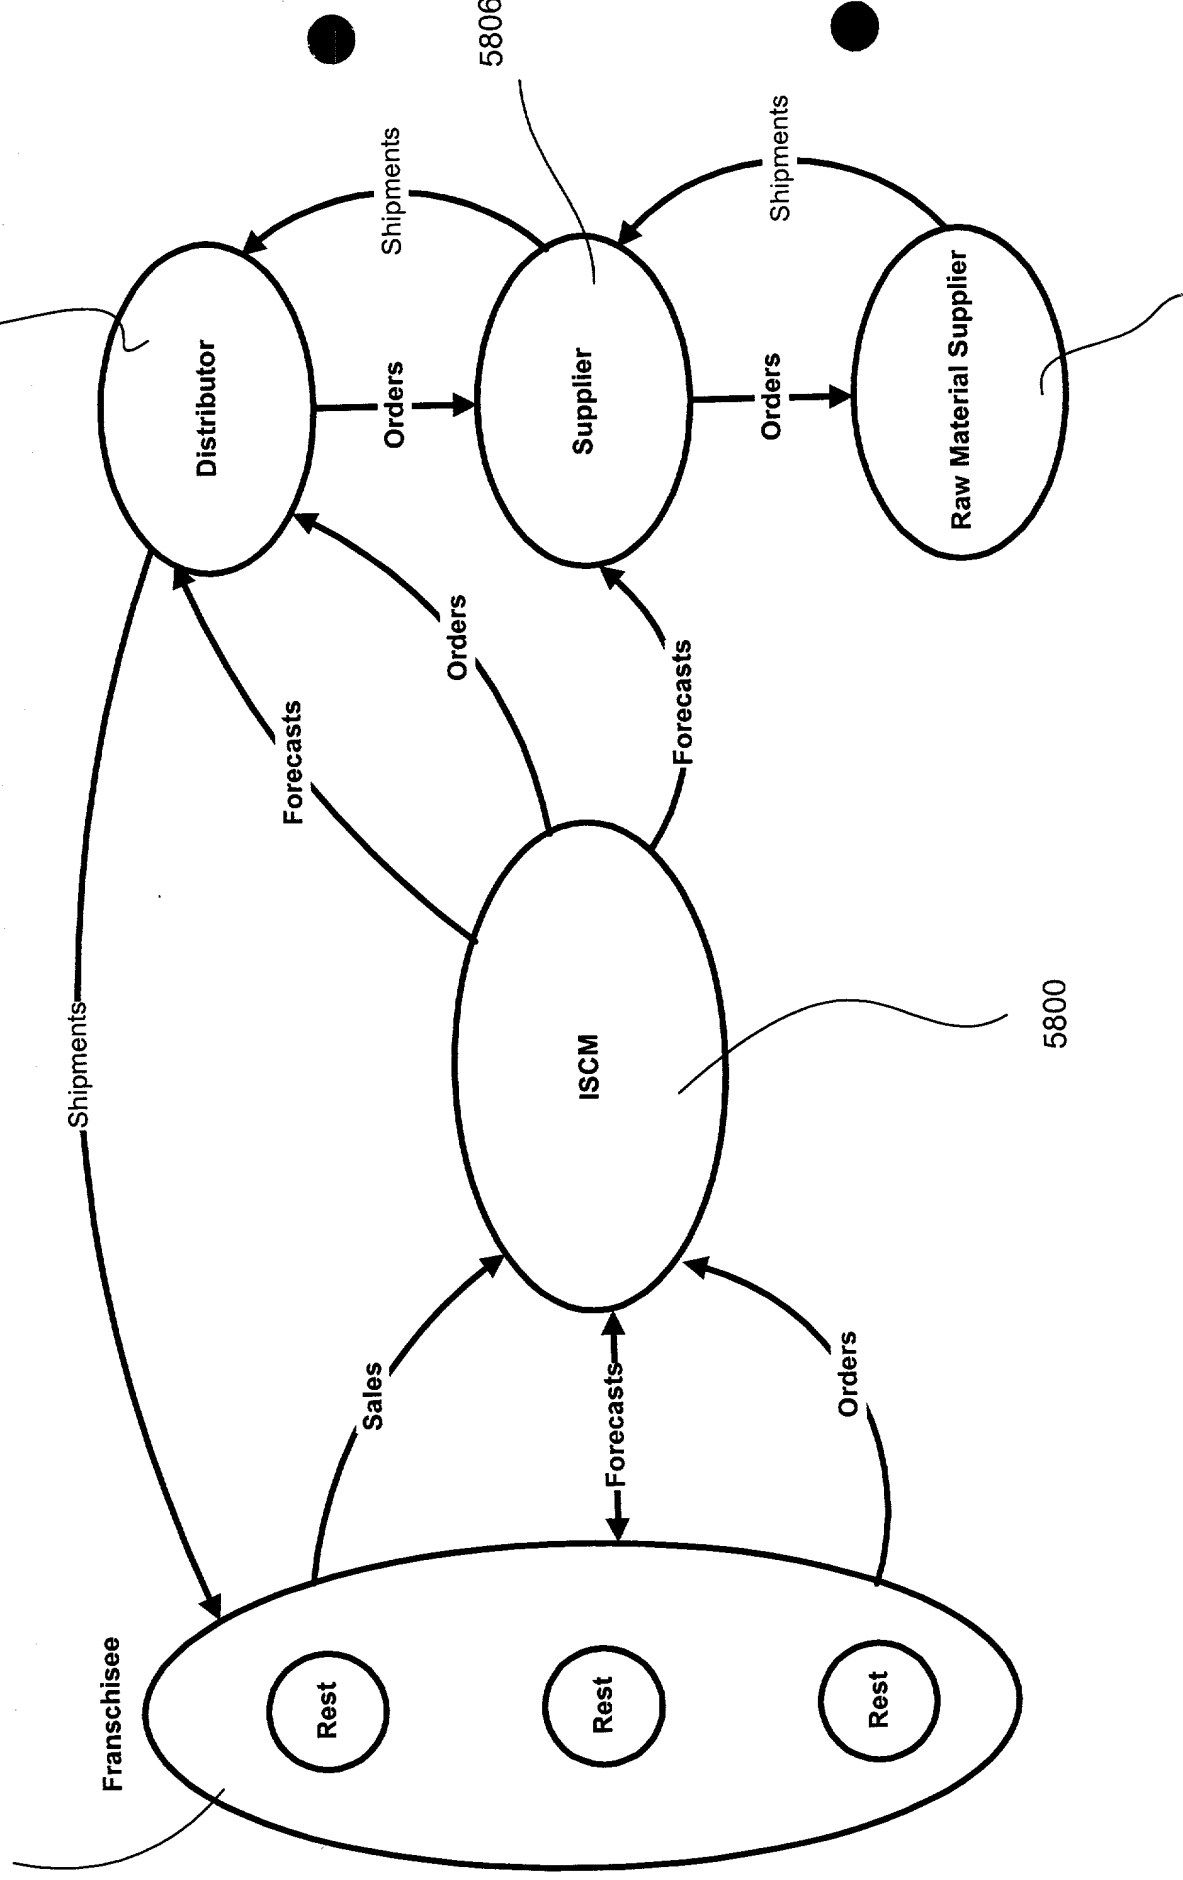 Franschisee
Rest
Rest
Rest
Shipments
Sales
Forecasts
Orders
ISCM
5800
Forecasts
Orders
Forecasts
Distributor
Orders
Supplier
Orders
Raw Material Supplier
Shipments
Shipments
5806